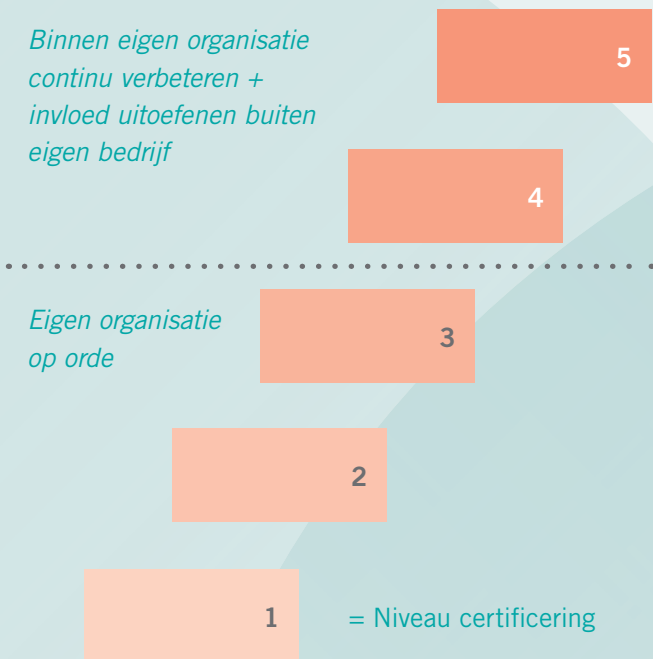 Binnen eigen organisatie
continu verbeteren +
invloed uitoefenen buiten
eigen bedrijf
5
4
Eigen organisatie
op orde
3
2
1 = Niveau certificering